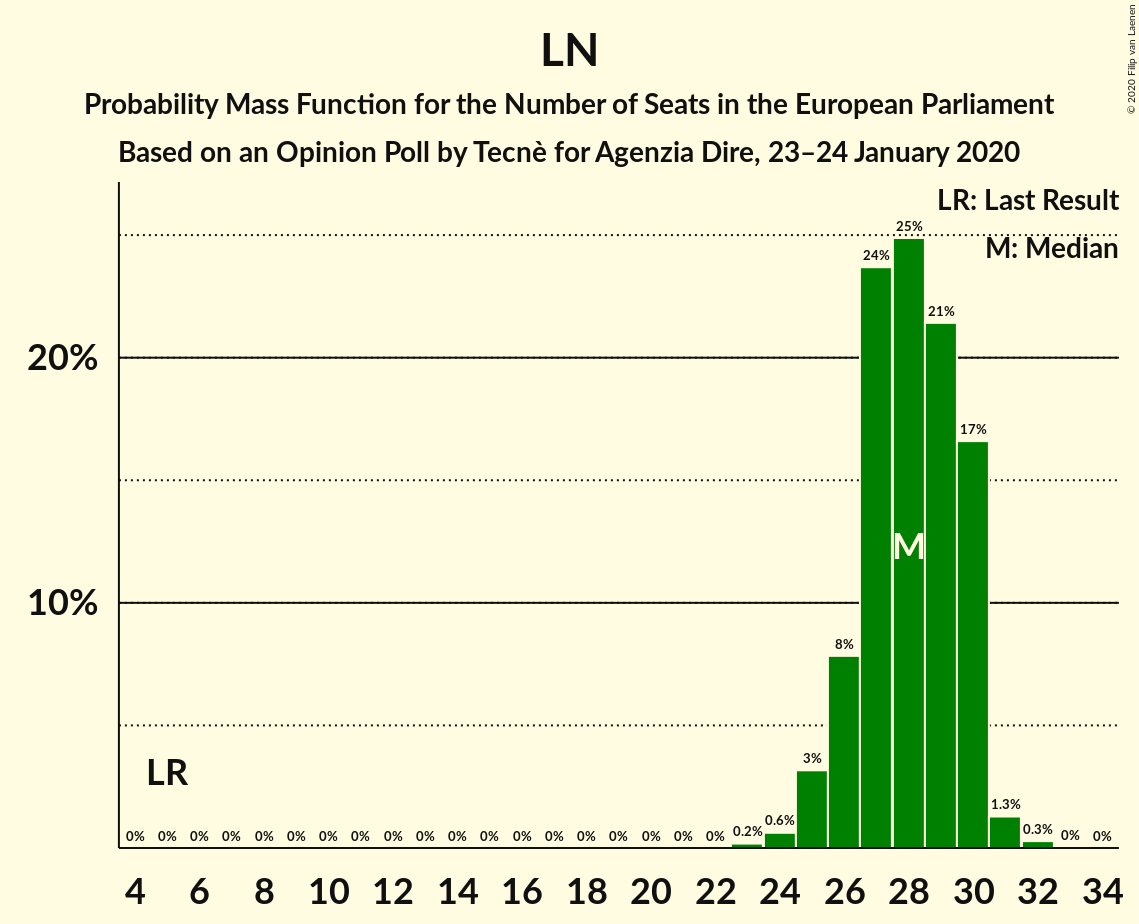 LN
Probability Mass Function for the Number of Seats in the European Parliament
Based on an Opinion Poll by Tecnè for Agenzia Dire, 23–24 January 2020
© 2020 Filip van Laenen
LR: Last Result
M: Median
25%
24%
21%
20%
17%
M
10%
8%
LR
3%
0% 0% 0% 0% 0% 0% 0% 0% 0% 0% 0% 0% 0% 0% 0% 0% 0% 0% 0% 0.2% 0.6% 1.3% 0.3% 0% 0%
4 6 8 10 12 14 16 18 20 22 24 26 28 30 32 34